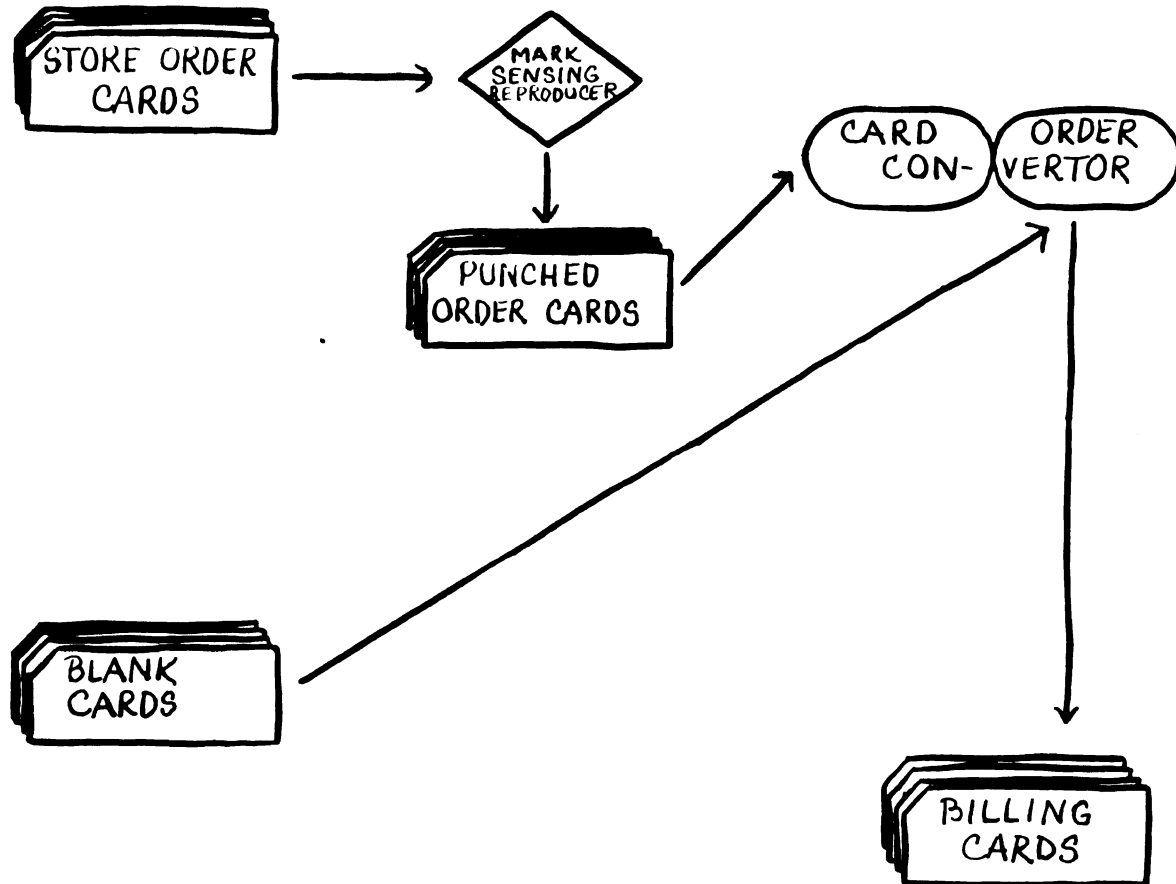 STORE ORDER
CARDS
MARK
SENSING
REPRODUCER
CARD ORDER
CON-VERTOR
PUNCHED
ORDER CARDS
BLANK
CARDS
BILLING
CARDS